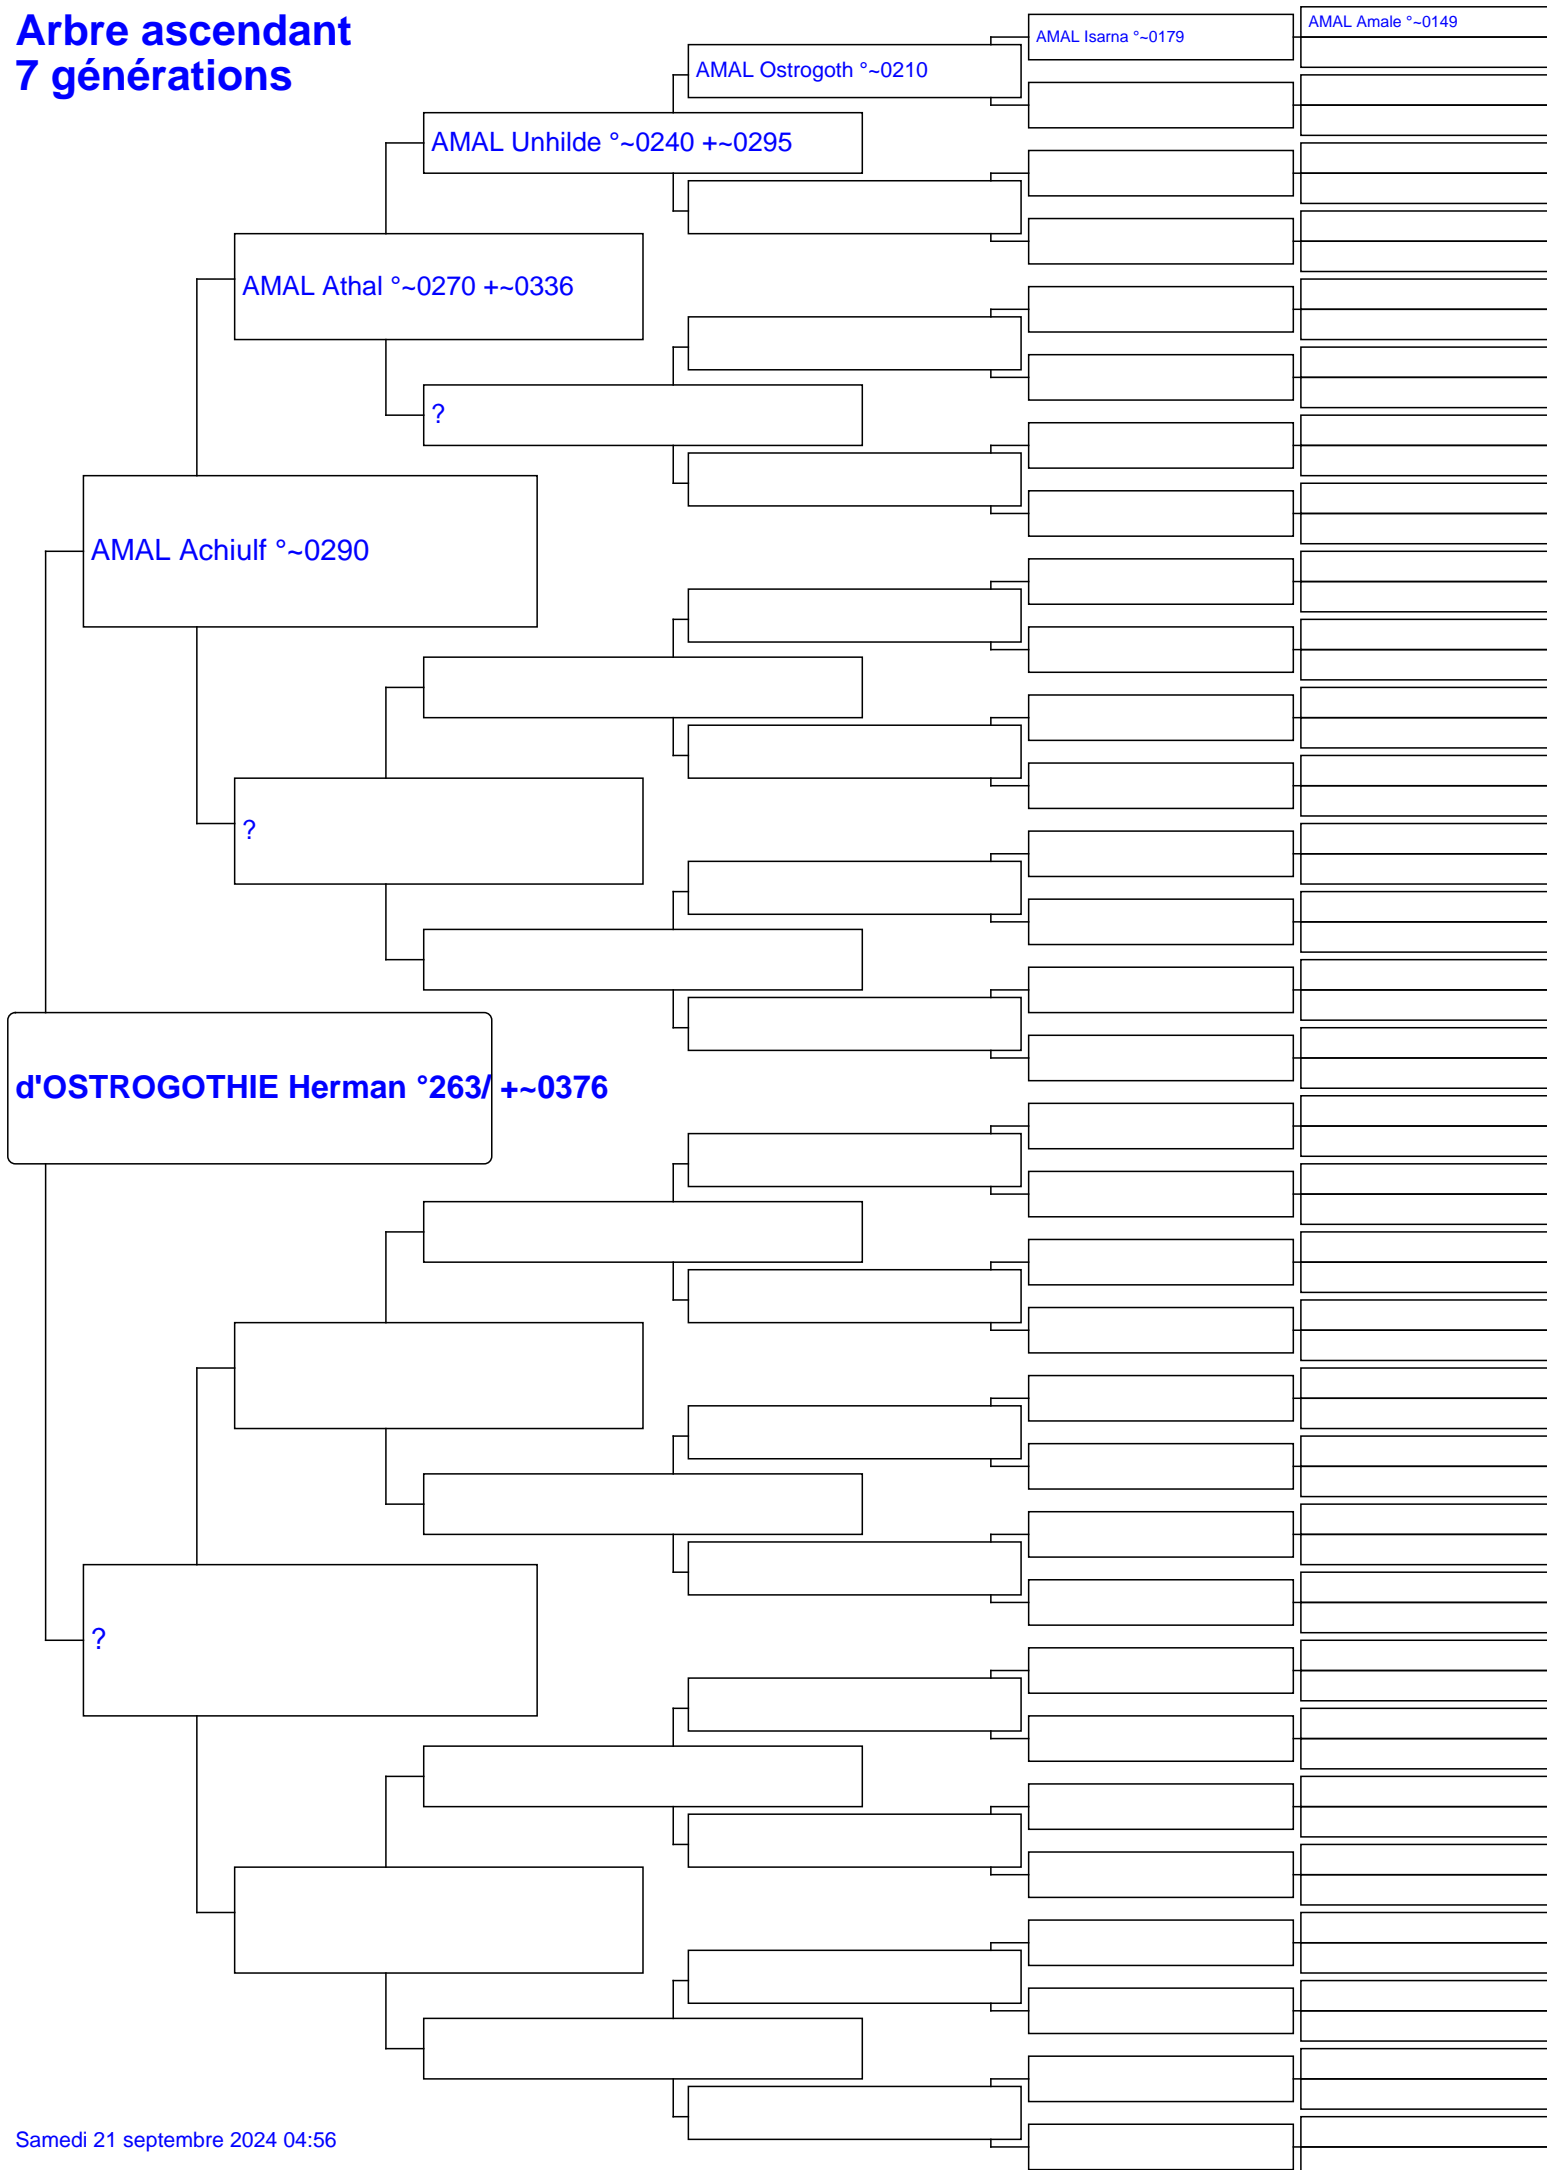 Arbre ascendant
7 générations
AMAL Amale °~0149
AMAL Isarna °~0179
AMAL Ostrogoth °~0210
AMAL Unhilde °~0240 +~0295
AMAL Athal °~0270 +~0336
?
AMAL Achiulf °~0290
?
d'OSTROGOTHIE Herman °263/ +~0376
?
Samedi 21 septembre 2024 04:56